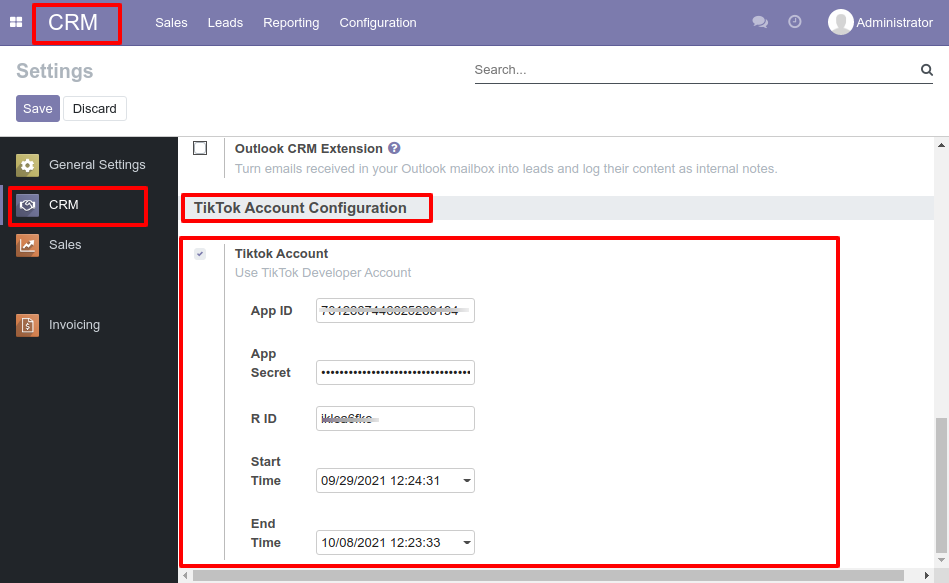 CRM Sales Leads Reporting Configuration Administrator
Settings
Search...
Save Discard
General Settings
CRM
Sales
Invoicing
Outlook CRM Extension ?
Turn emails received in your Outlook mailbox into leads and log their content as internal notes.
TikTok Account Configuration
Tiktok Account
Use TikTok Developer Account
App ID
App
Secret
R ID
Start
Time 09/29/2021 12:24:31
End
Time 10/08/2021 12:23:33